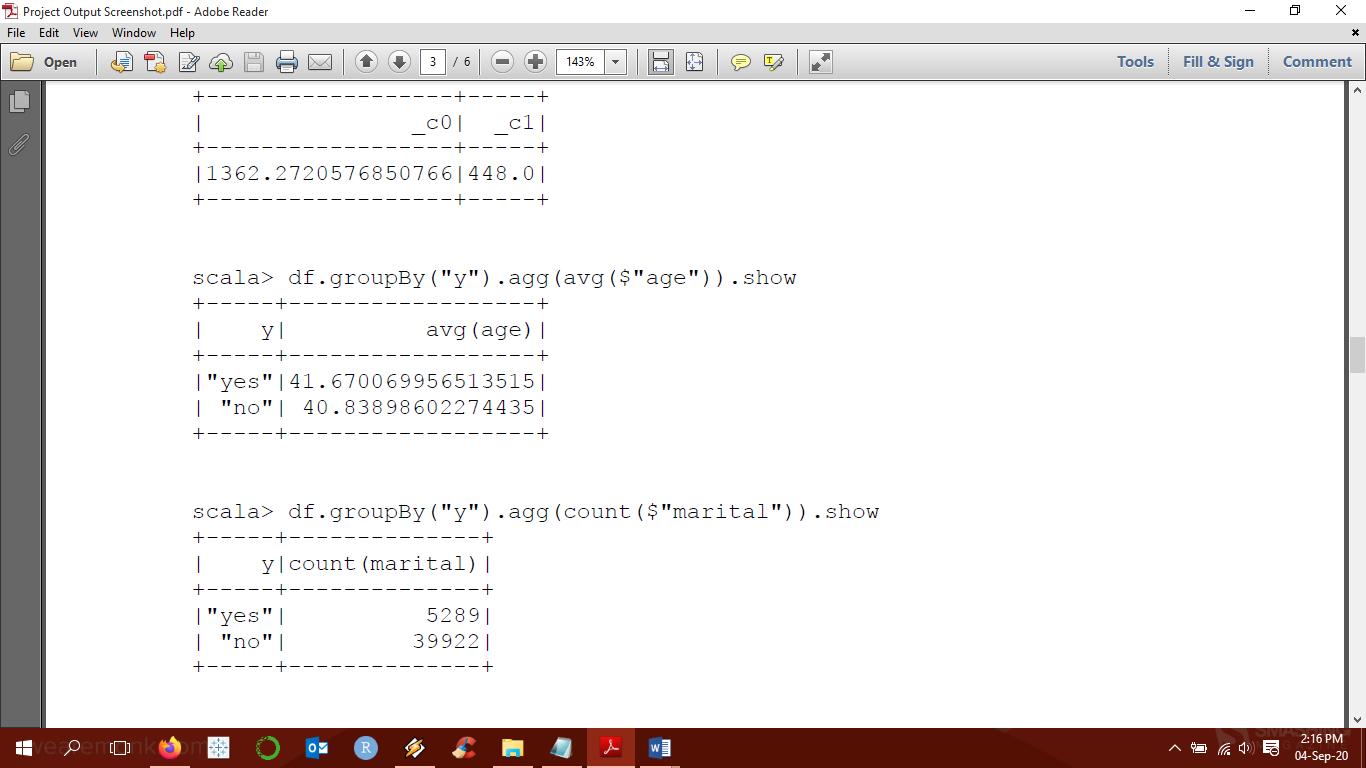 Project Output Screenshot.pdf - Adobe Reader
File Edit View Window Help
Open 3 / 6 143% Tools Fill & Sign Comment
+------------------+-----+
|               _c0|  _c1|
+------------------+-----+
|1362.2720576850766|448.0|
+------------------+-----+
scala> df.groupBy("y").agg(avg($"age")).show
+-----+------------------+
|    y|          avg(age)|
+-----+------------------+
|"yes"|41.670069956513515|
| "no"| 40.83898602274435|
+-----+------------------+
scala> df.groupBy("y").agg(count($"marital")).show
+-----+--------------+
|    y|count(marital)|
+-----+--------------+
|"yes"|          5289|
| "no"|         39922|
+-----+--------------+
2:16 PM
04-Sep-20